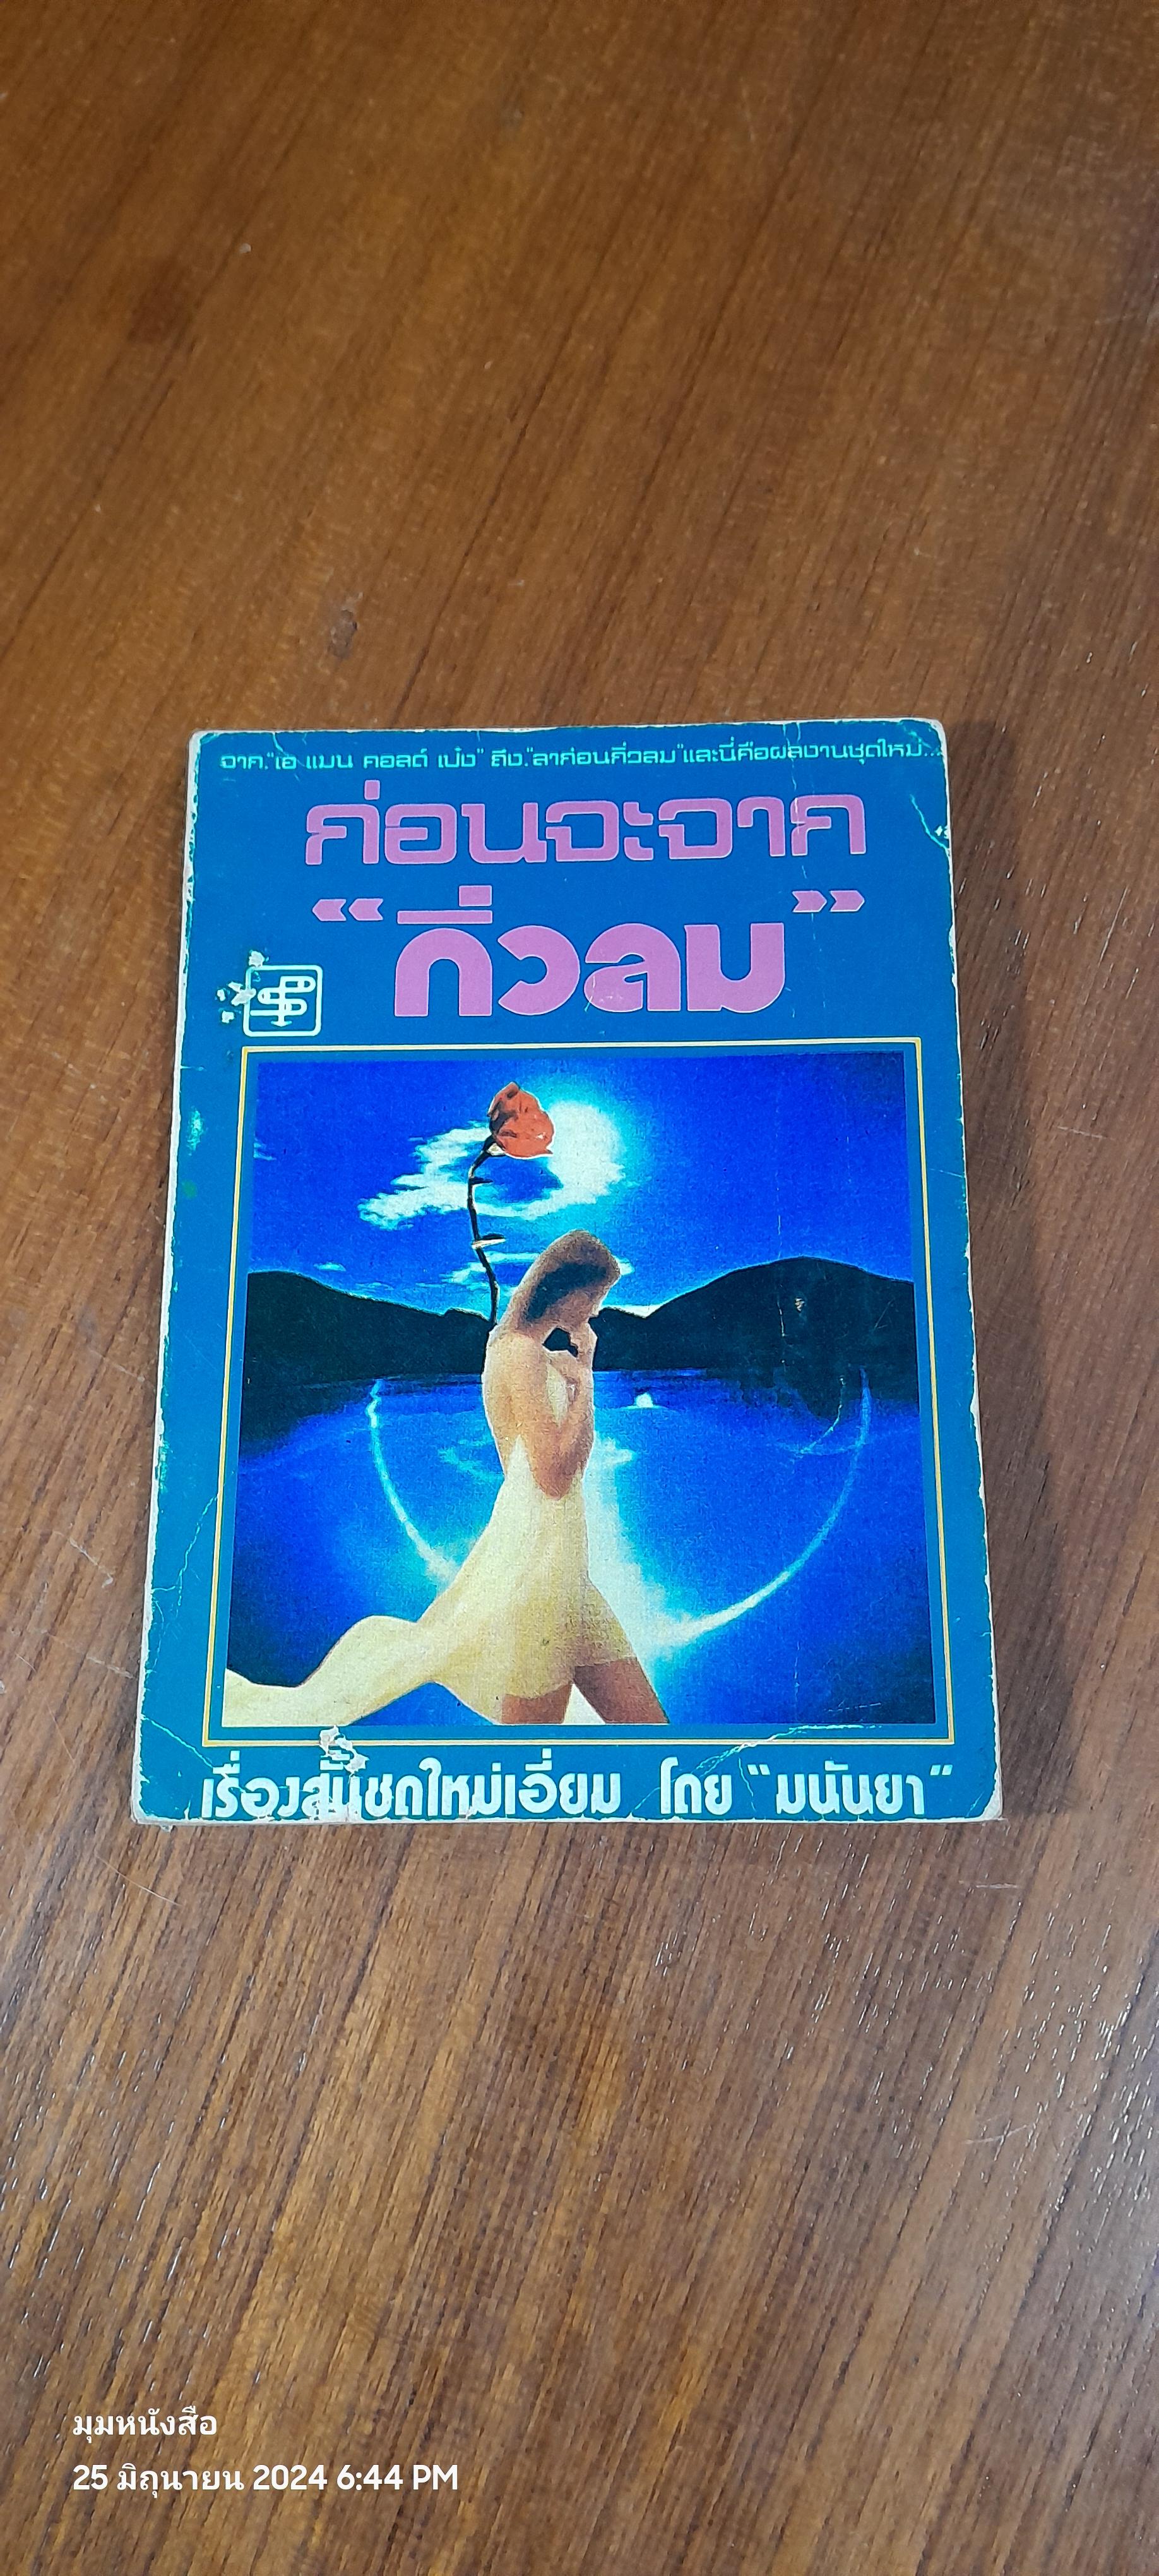 จาก."เอ แมน คอลด์ เบ๋ง" ถึง."ลาก่อนกิ่วลม"และนี่คือผลงานชุดใหม่...
ก่อนจะจาก
"กิ่วลม"
เรื่องสั้นชุดใหม่เอี่ยม โดย "มนันยา"
มุมหนังสือ
25 มิถุนายน 2024 6:44 PM